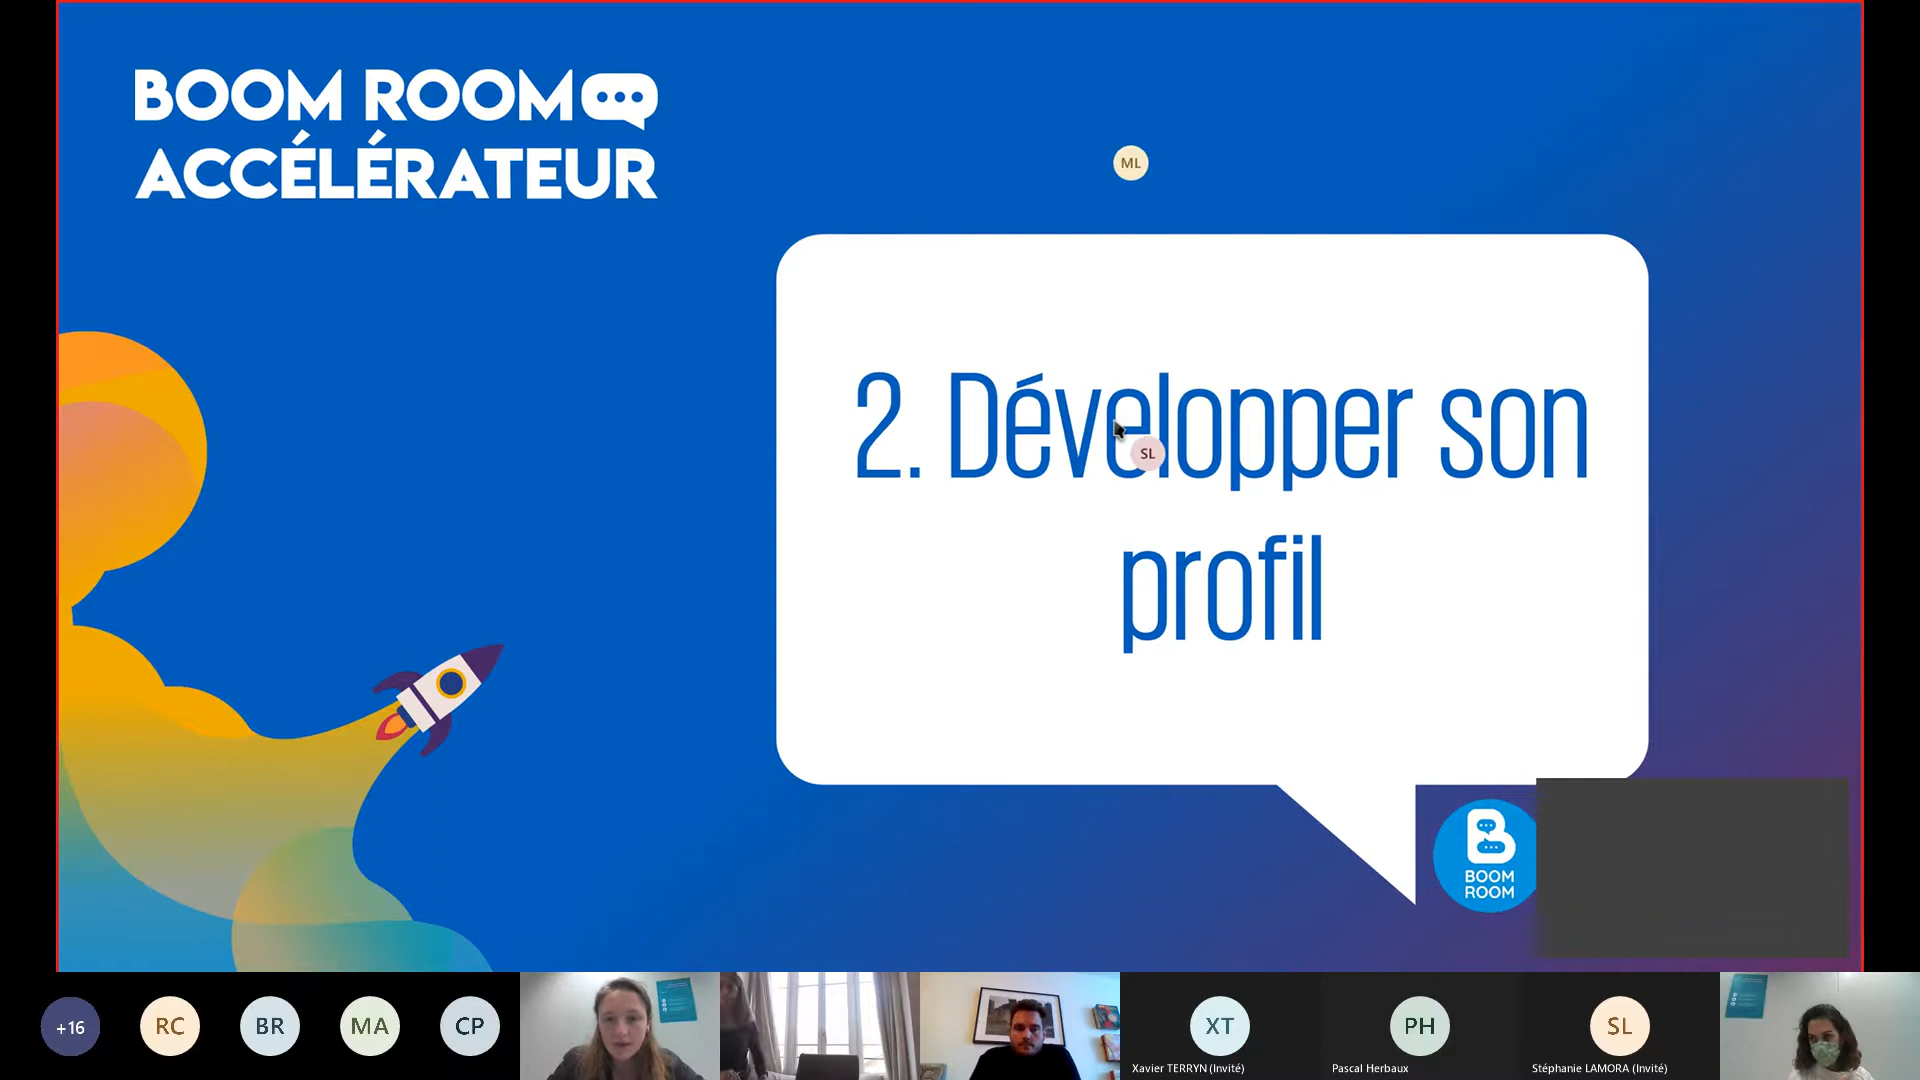 BOOM ROOM
ACCÉLÉRATEUR
ML
2. Développer son
SL
profil
BOOM
ROOM
+16
RC
BR
MA
CP
XT
Xavier TERRYN (Invité)
PH
Pascal Herbaux
SL
Stéphanie LAMORA (Invité)